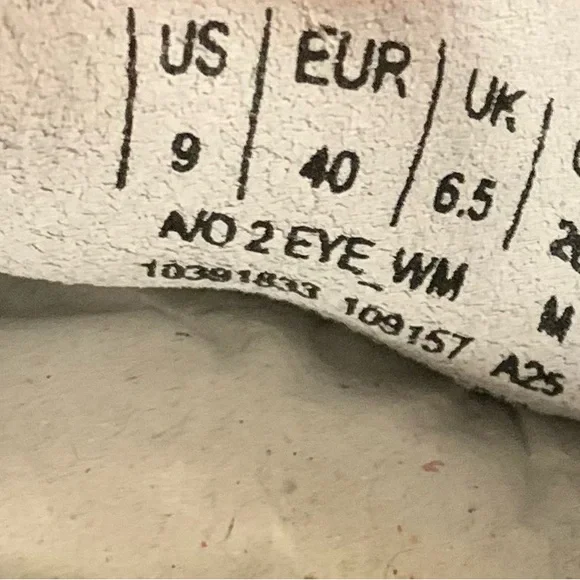 US EUR UK
9 40 6.5
A/O 2 EYE_WM M
10391833 109157 A25